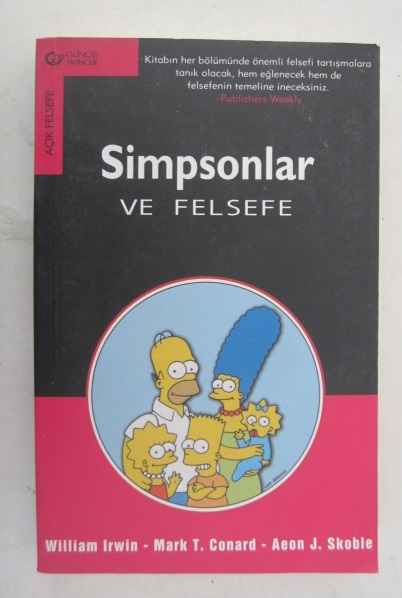 GÜNCEL
YAYINCILIK
AÇIK FELSEFE
Kitabın her bölümünde önemli felsefi tartışmalara
tanık olacak, hem eğlenecek hem de
felsefenin temeline ineceksiniz.
-Publishers Weekly
Simpsonlar
VE FELSEFE
William Irwin - Mark T. Conard - Aeon J. Skoble